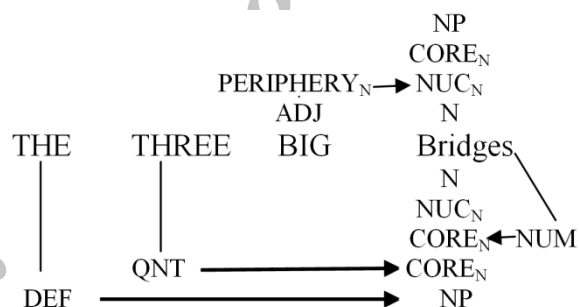 NP
CORE_N
PERIPHERY_N NUC_N
ADJ N
THE THREE BIG Bridges
N
NUC_N
CORE_N NUM
QNT CORE_N
DEF NP